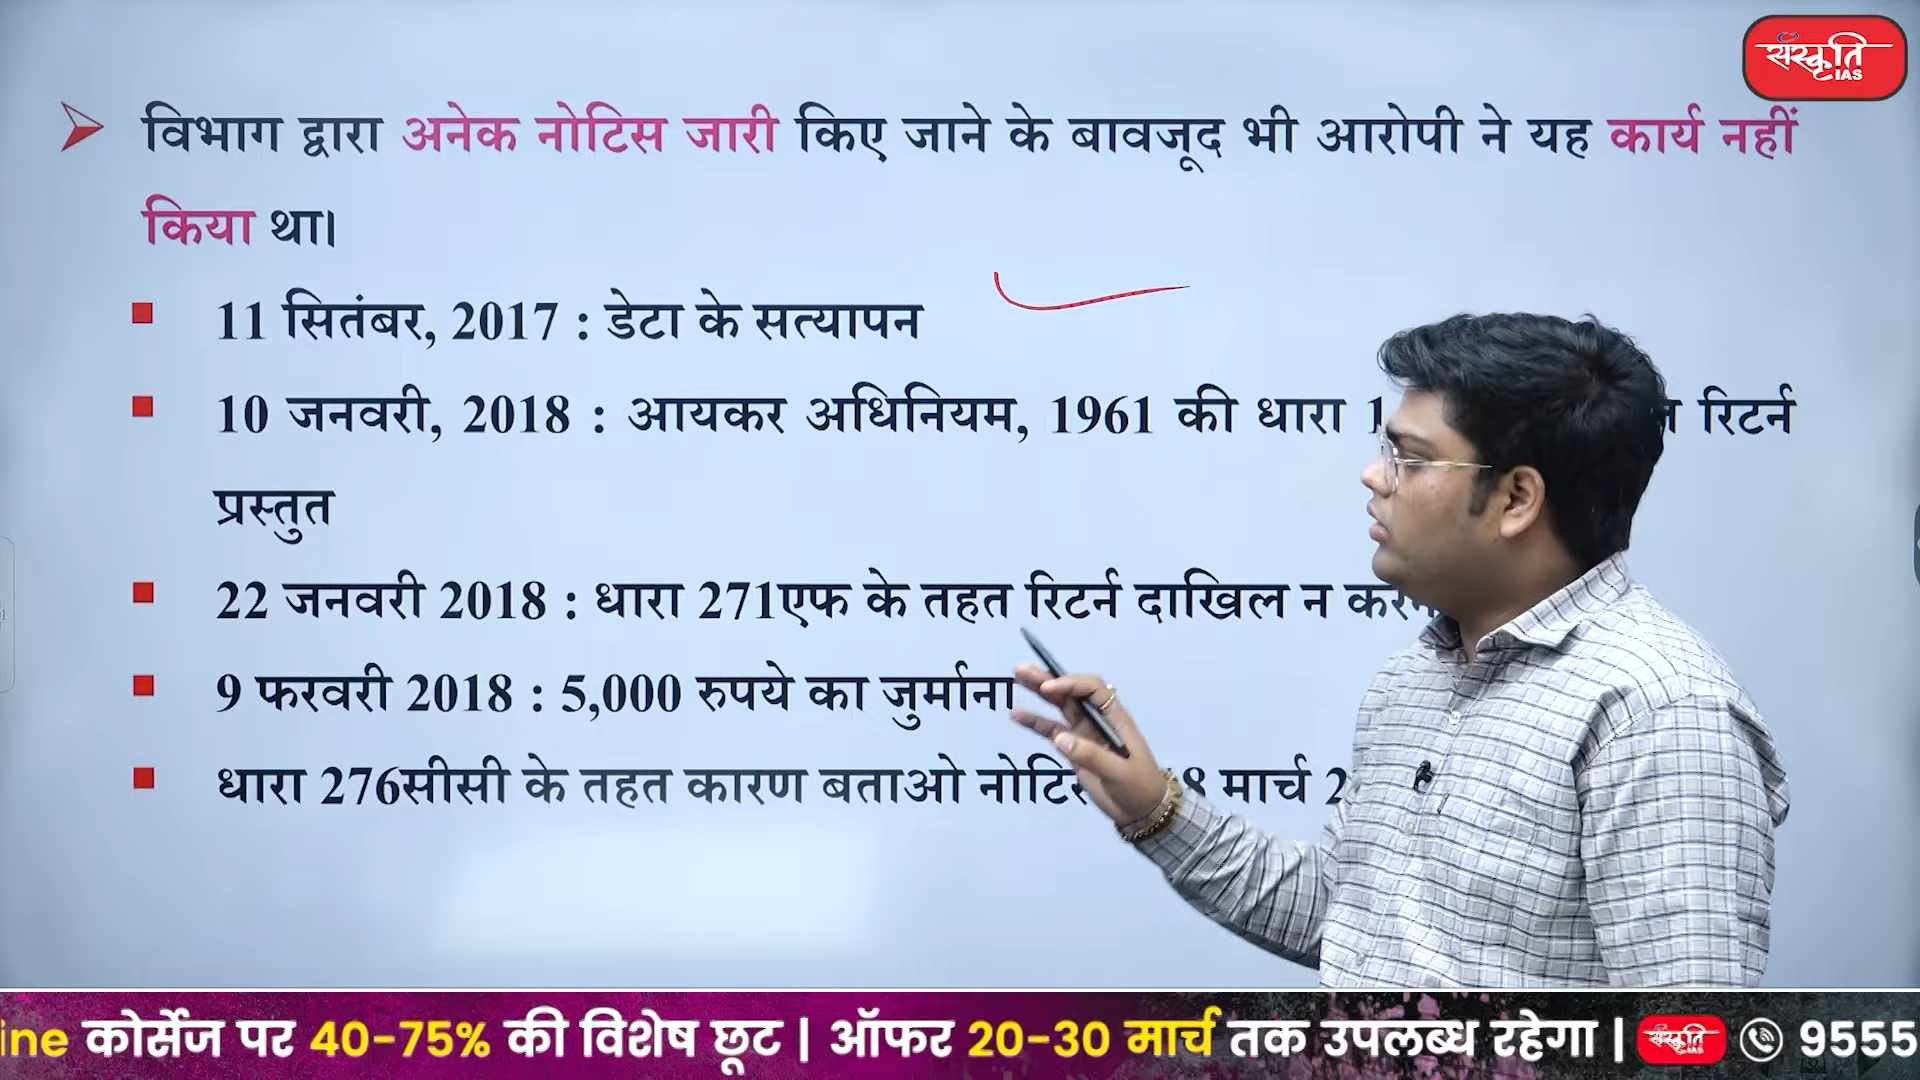 संस्कृति
IAS
विभाग द्वारा अनेक नोटिस जारी किए जाने के बावजूद भी आरोपी ने यह कार्य नहीं
किया था।
11 सितंबर, 2017 : डेटा के सत्यापन
10 जनवरी, 2018 : आयकर अधिनियम, 1961 की धारा रिटर्न
प्रस्तुत
22 जनवरी 2018 : धारा 271एफ के तहत रिटर्न दाखिल न
9 फरवरी 2018 : 5,000 रुपये का जुर्माना
धारा 276सीसी के तहत कारण बताओ मार्च
ine कोर्सेज पर 40-75% की विशेष छूट | ऑफर 20-30 मार्च तक उपलब्ध रहेगा | संस्कृति IAS 9555